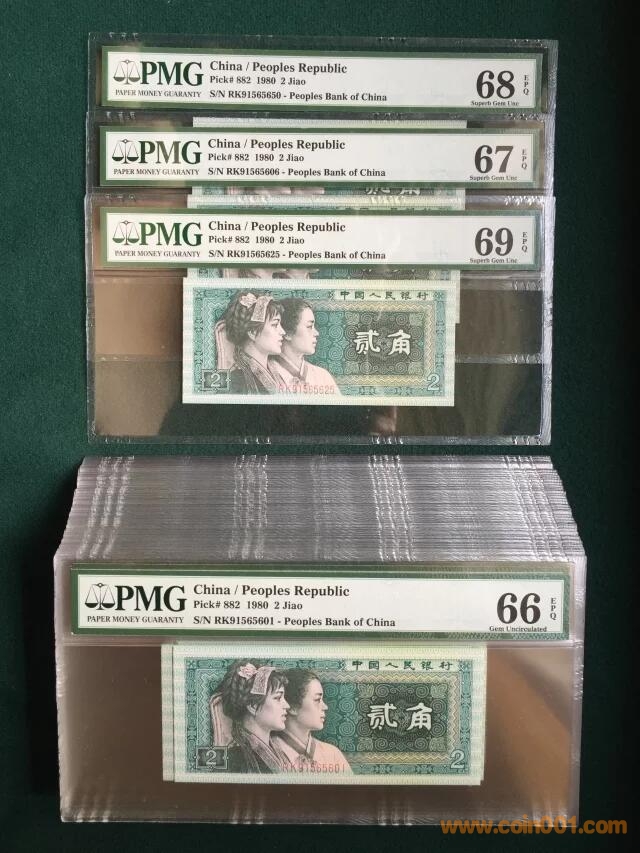 PMG
PAPER MONEY GUARANTY
China / Peoples Republic
Pick# 882 1980 2 Jiao
S/N RK91565650 - Peoples Bank of China
68 EPQ
Superb Gem Unc
PMG
PAPER MONEY GUARANTY
China / Peoples Republic
Pick# 882 1980 2 Jiao
S/N RK91565606 - Peoples Bank of China
67 EPQ
Superb Gem Unc
贰角
PMG
PAPER MONEY GUARANTY
China / Peoples Republic
Pick# 882 1980 2 Jiao
S/N RK91565625 - Peoples Bank of China
69 EPQ
Superb Gem Unc
中国人民银行
贰角
2
RK91565625
2
PMG
PAPER MONEY GUARANTY
China / Peoples Republic
Pick# 882 1980 2 Jiao
S/N RK91565601 - Peoples Bank of China
66 EPQ
Gem Uncirculated
中国人民银行
贰角
2
RK91565601
2
www.coin001.com